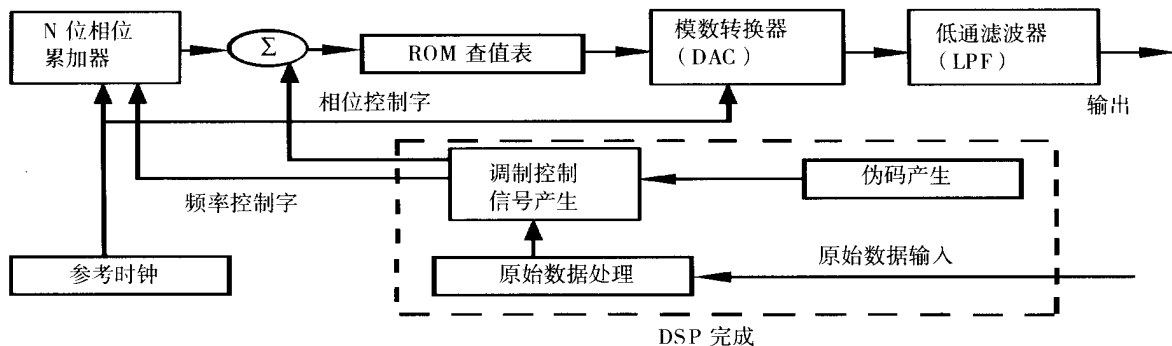 N 位相位
累加器
Σ
ROM 查值表
模数转换器
（DAC）
低通滤波器
（LPF）
输出
相位控制字
调制控制
信号产生
伪码产生
频率控制字
参考时钟
原始数据处理
原始数据输入
DSP 完成